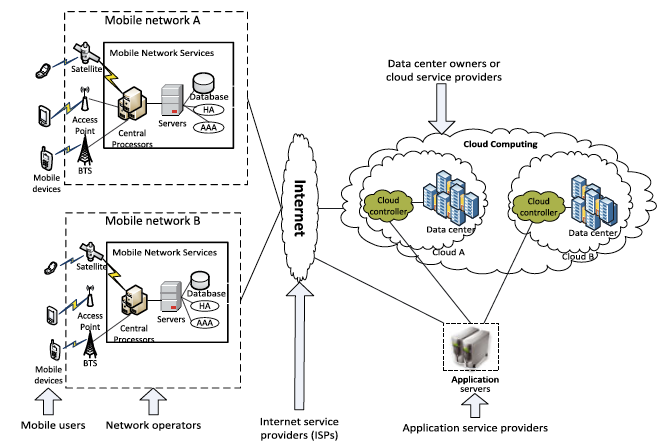 Mobile network A
Mobile Network Services
Satellite
Database
HA
AAA
Access
Point
Servers
Central
Processors
BTS
Mobile
devices
Mobile network B
Mobile Network Services
Satellite
Database
HA
AAA
Access
Point
Servers
Central
Processors
BTS
Mobile
devices
Mobile users
Network operators
Internet
Internet service
providers (ISPs)
Data center owners or
cloud service providers
Cloud Computing
Cloud
controller
Data center
Cloud A
Cloud
controller
Data center
Cloud B
Application
servers
Application service providers